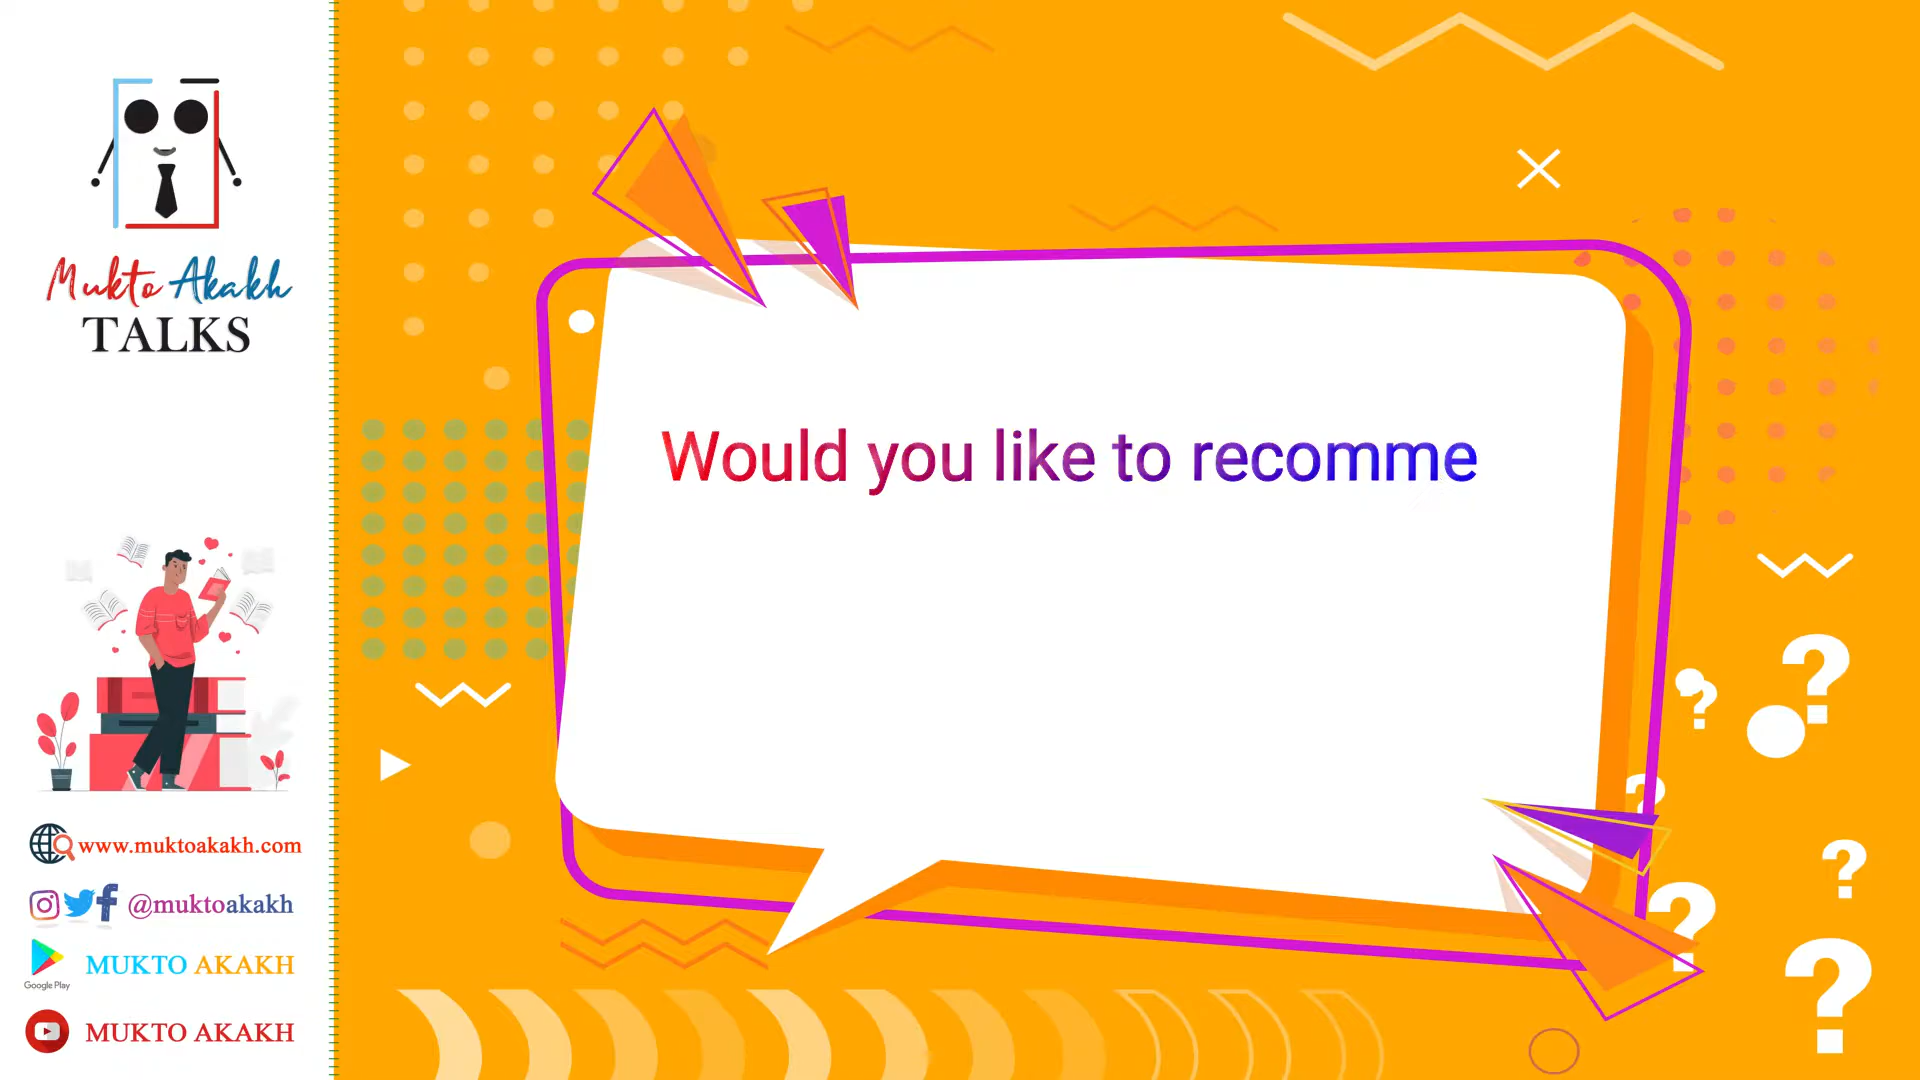 Mukto Akakh
TALKS
www.muktoakakh.com
@muktoakakh
Google Play
MUKTO AKAKH
MUKTO AKAKH
Would you like to recomme
?
?
?
?
?
?